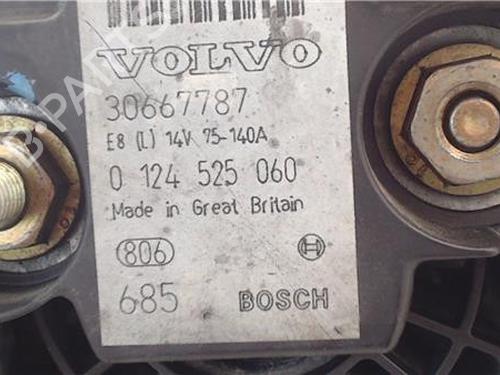 VOLVO
30667787
E8 (L) 14V 75-140A
0 124 525 060
Made in Great Britain
806
685 BOSCH